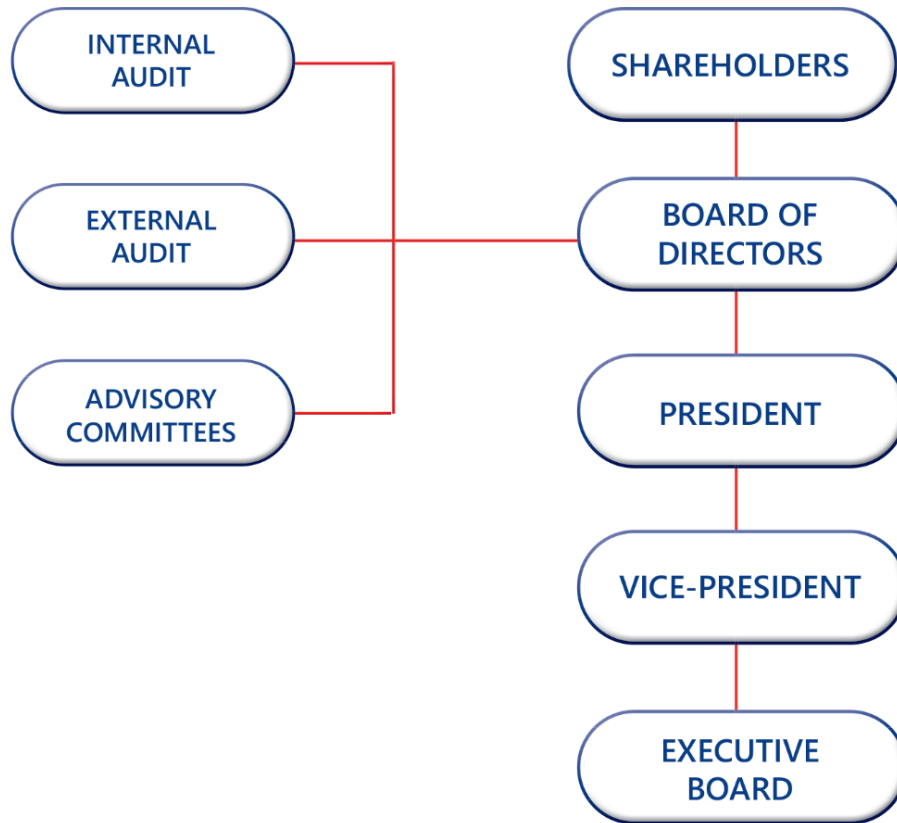 INTERNAL
AUDIT
SHAREHOLDERS
EXTERNAL
AUDIT
BOARD OF
DIRECTORS
ADVISORY
COMMITTEES
PRESIDENT
VICE-PRESIDENT
EXECUTIVE
BOARD